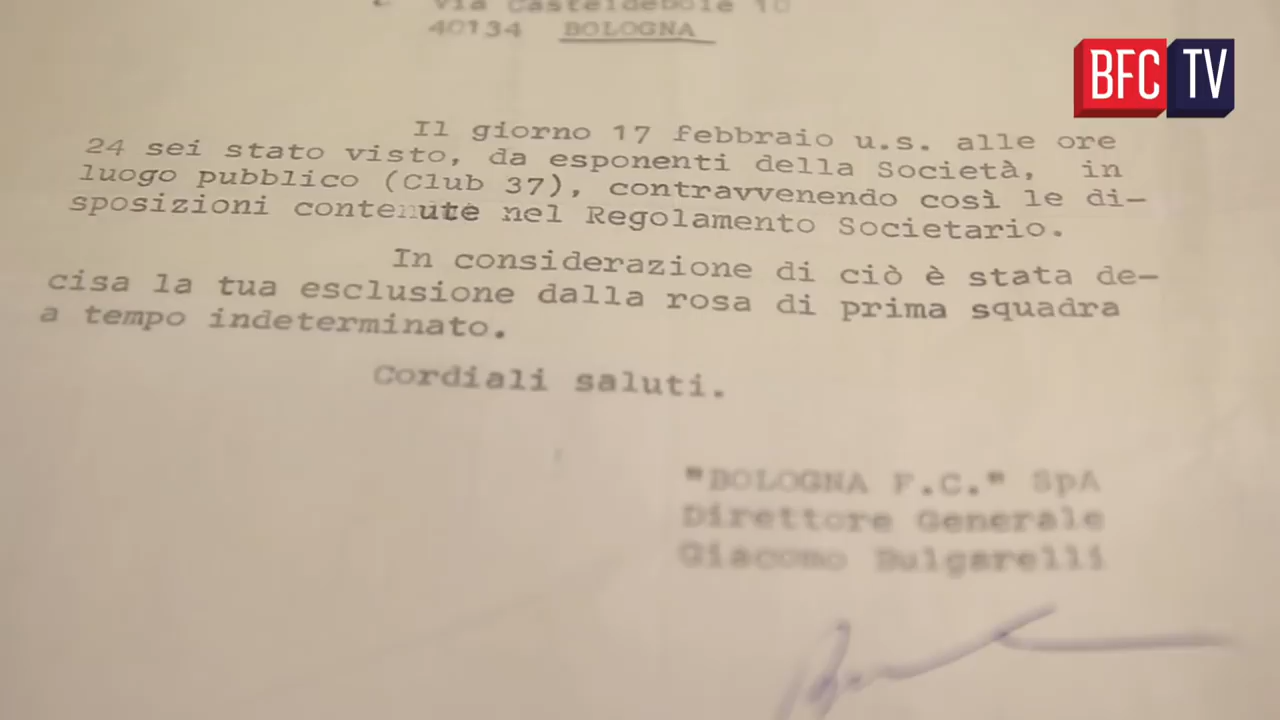 via Casteldebole 10
40134 BOLOGNA
BFC TV
Il giorno 17 febbraio u.s. alle ore
24 sei stato visto, da esponenti della Società, in
luogo pubblico (Club 37), contravvenendo così le di-
sposizioni contenute nel Regolamento Societario.
In considerazione di ciò è stata de-
cisa la tua esclusione dalla rosa di prima squadra
a tempo indeterminato.
Cordiali saluti.
"BOLOGNA F.C." SpA
Direttore Generale
Giacomo Bulgarelli